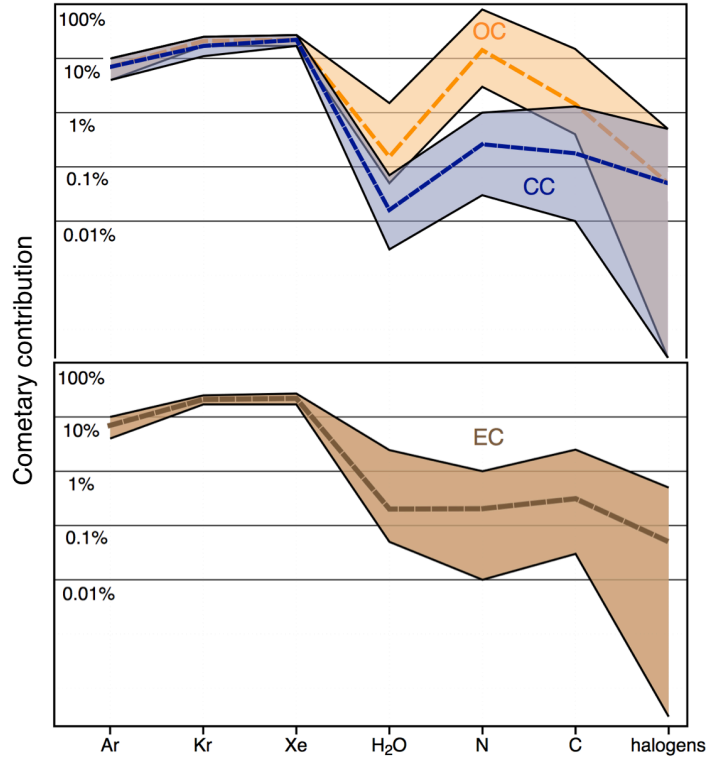 100%
OC
10%
1%
0.1%
CC
0.01%
Cometary contribution
100%
10%
EC
1%
0.1%
0.01%
Ar Kr Xe H₂O N C halogens